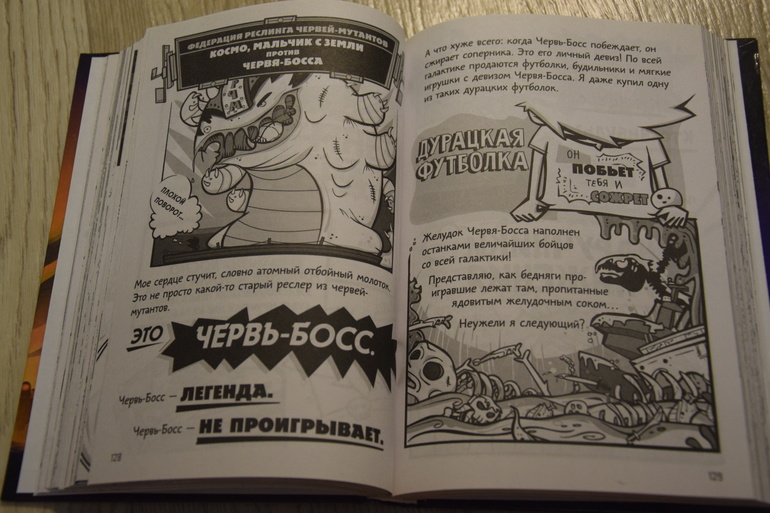 ФЕДЕРАЦИЯ РЕСЛИНГА ЧЕРВЕЙ-МУТАНТОВ
КОСМО, МАЛЬЧИК С ЗЕМЛИ
ПРОТИВ
ЧЕРВЯ-БОССА
ПЛОХОЙ
ПОВОРОТ...
Мое сердце стучит, словно атомный отбойный молоток.
Это не просто какой-то старый реслер из червей-
мутантов.
ЭТО
ЧЕРВЬ-БОСС.
Червь-Босс – ЛЕГЕНДА.
Червь-Босс – НЕ ПРОИГРЫВАЕТ.
128
А что хуже всего: когда Червь-Босс побеждает, он
сжирает соперника. Это его личный девиз! По всей
галактике продаются футболки, будильники и мягкие
игрушки с девизом Червя-Босса. Я даже купил одну
из таких дурацких футболок.
ДУРАЦКАЯ
ФУТБОЛКА
ОН
ПОБЬЕТ
ТЕБЯ И
СОЖРЕТ
Желудок Червя-Босса наполнен
останками величайших бойцов
со всей галактики!
Представляю, как бедняги про-
игравшие лежат там, пропитанные
ядовитым желудочным соком...
Неужели я следующий?
129